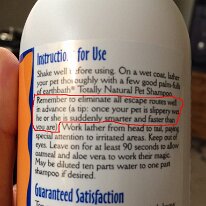 Instructions for Use
Shake well before using. On a wet coat, lather
your pet thoroughly with a few good palm-fulls
of earthbath® Totally Natural Pet Shampoo.
Remember to eliminate all escape routes well
in advance (a tip: once your pet is slippery wet
he or she is suddenly smarter and faster than
you are). Work lather from head to tail, paying
special attention to irritated areas. Keep out of
eyes. Leave on for at least 90 seconds to allow
oatmeal and aloe vera to work their magic.
May be diluted ten parts water to one part
shampoo if desired.
Guaranteed Satisfaction